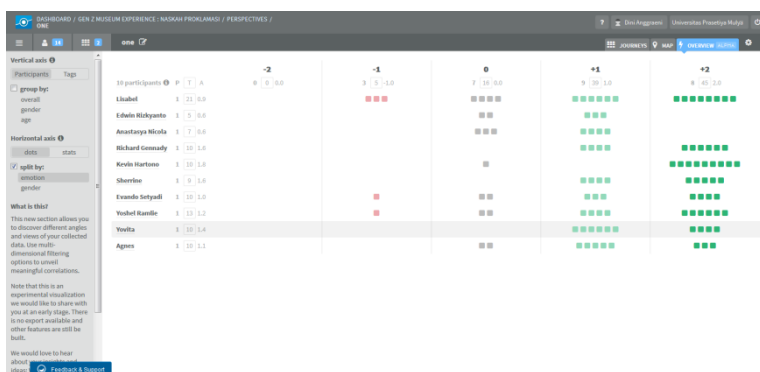 DASHBOARD / GEN Z MUSEUM EXPERIENCE : NASKAH PROKLAMASI / PERSPECTIVES /
ONE
? Dini Anggraeni Universitas Prasetiya Mulya
one
JOURNEYS MAP OVERVIEW
Vertical axis
Participants Tags
group by:
overall
gender
age
Horizontal axis
dots stats
split by:
emotion
gender
What is this?
This new section allows you
to discover different angles
and views of your collected
data. Use multi-
dimensional filtering
options to unveil
meaningful correlations.
Note that this is an
experimental visualization
we would like to share with
you at an early stage. There
is no export available and
other features are still be
built.
We would love to hear
about
ideas
Feedback & Support
-2 -1 0 +1 +2
10 participants P T A 0 0 0.0 3 5 -1.0 7 16 0.0 9 39 1.0 8 45 2.0
Lisabel 1 21 0.9
Edwin Rizkyanto 1 5 0.6
Anastasya Nicola 1 7 0.6
Richard Gennady 1 10 1.6
Kevin Hartono 1 10 1.8
Sherrine 1 9 1.6
Evando Setyadi 1 10 1.0
Yoshel Ramlie 1 13 1.2
Yovita 1 10 1.4
Agnes 1 10 1.1